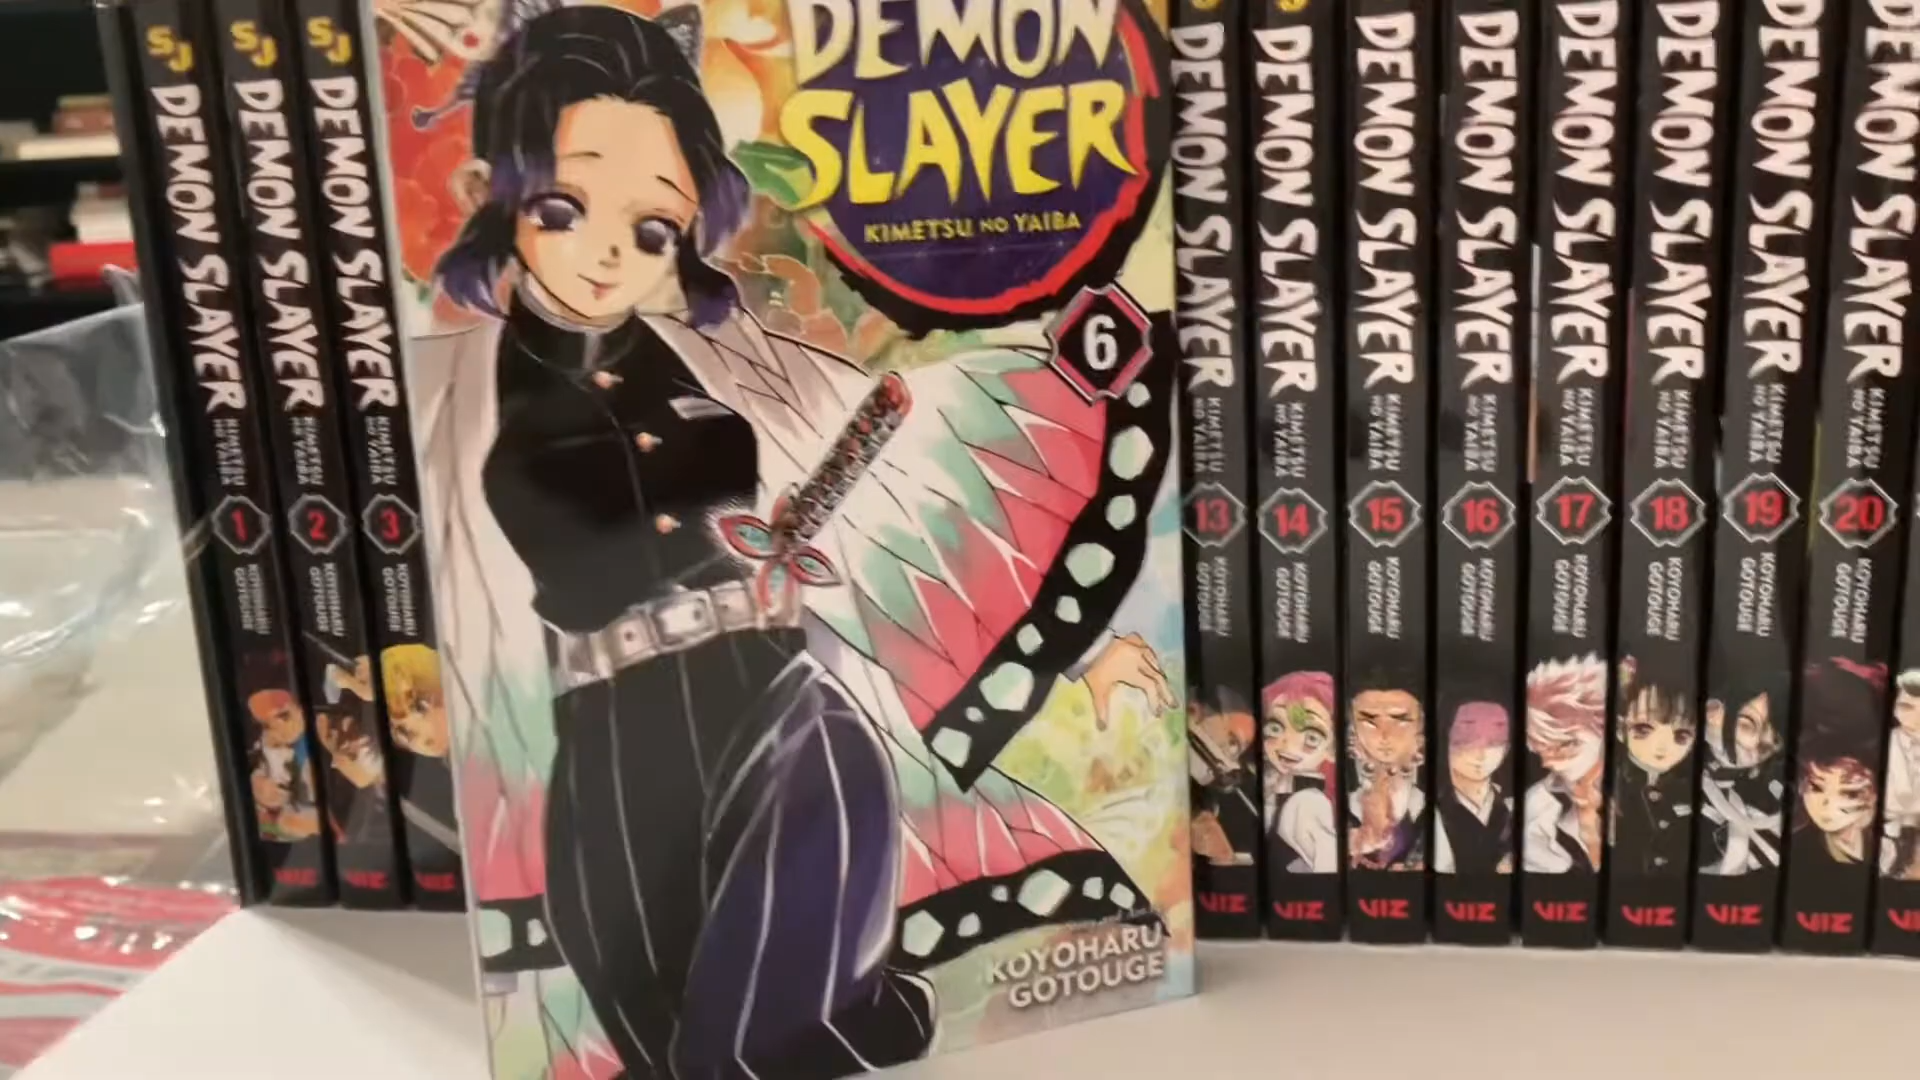 SJ
DEMON SLAYER
KIMETSU NO YAIBA
1
KOYOHARU GOTOUGE
VIZ
SJ
DEMON SLAYER
KIMETSU NO YAIBA
2
KOYOHARU GOTOUGE
VIZ
SJ
DEMON SLAYER
KIMETSU NO YAIBA
3
KOYOHARU GOTOUGE
VIZ
DEMON
SLAYER
KIMETSU NO YAIBA
6
KOYOHARU
GOTOUGE
DEMON SLAYER
KIMETSU NO YAIBA
13
KOYOHARU GOTOUGE
VIZ
DEMON SLAYER
KIMETSU NO YAIBA
14
KOYOHARU GOTOUGE
VIZ
DEMON SLAYER
KIMETSU NO YAIBA
15
KOYOHARU GOTOUGE
VIZ
DEMON SLAYER
KIMETSU NO YAIBA
16
KOYOHARU GOTOUGE
VIZ
DEMON SLAYER
KIMETSU NO YAIBA
17
KOYOHARU GOTOUGE
VIZ
DEMON SLAYER
KIMETSU NO YAIBA
18
KOYOHARU GOTOUGE
VIZ
DEMON SLAYER
KIMETSU NO YAIBA
19
KOYOHARU GOTOUGE
VIZ
DEMON SLAYER
KIMETSU NO YAIBA
20
KOYOHARU GOTOUGE
VIZ